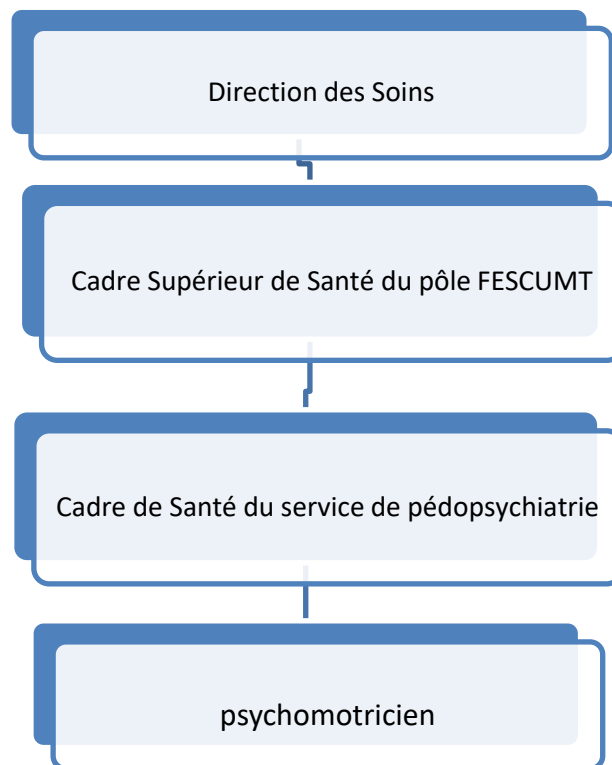 Direction des Soins
Cadre Supérieur de Santé du pôle FESCUMT
Cadre de Santé du service de pédopsychiatrie
psychomotricien